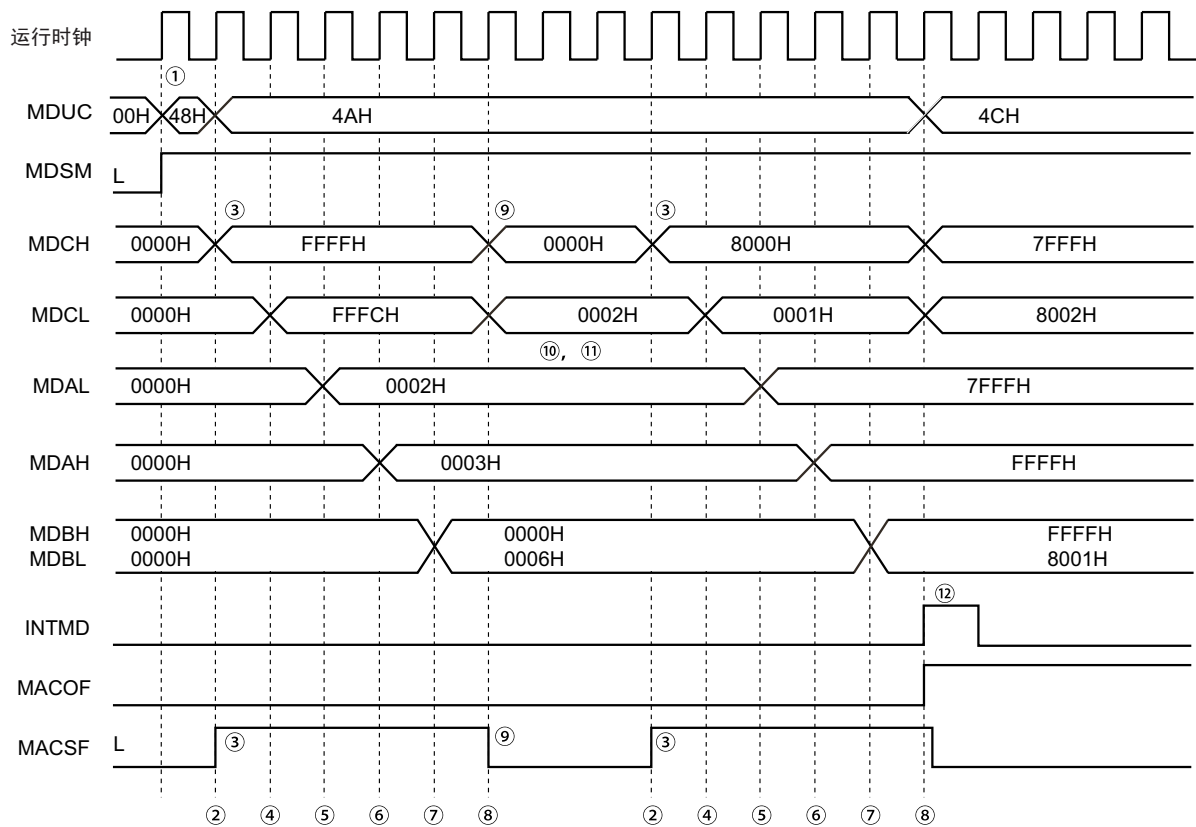 运行时钟
①
MDUC 00H 48H 4AH 4CH
MDSM L
③ ⑨ ③
MDCH 0000H FFFFH 0000H 8000H 7FFFH
MDCL 0000H FFFCH 0002H 0001H 8002H
⑩, ⑪
MDAL 0000H 0002H 7FFFH
MDAH 0000H 0003H FFFFH
MDBH 0000H 0000H FFFFH
MDBL 0000H 0006H 8001H
⑫
INTMD
MACOF
MACSF L ③ ⑨ ③
② ④ ⑤ ⑥ ⑦ ⑧ ② ④ ⑤ ⑥ ⑦ ⑧